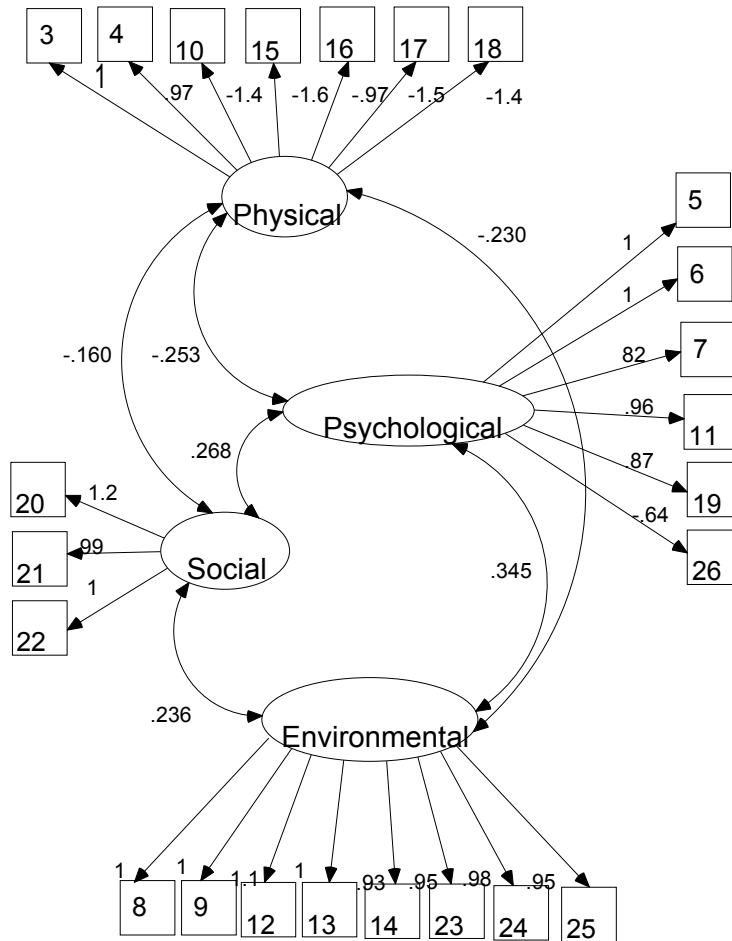 3 4 10 15 16 17 18
1 .97 -1.4 -1.6 -.97 -1.5 -1.4
Physical
5
-.230
1
6
1
7
-.160 -.253
82
Psychological
.96
11
.268
.87
19
20
1.2
-.64
21
.99
26
Social
.345
1
22
.236
Environmental
1 1 1.1 1 .93 .95 .98 .95
8 9 12 13 14 23 24 25